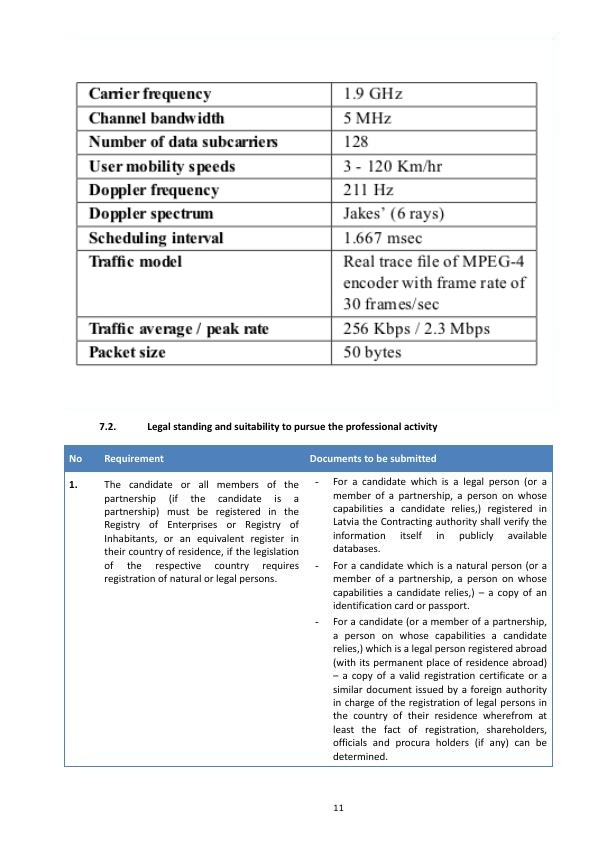 Carrier frequency 1.9 GHz
Channel bandwidth 5 MHz
Number of data subcarriers 128
User mobility speeds 3 - 120 Km/hr
Doppler frequency 211 Hz
Doppler spectrum Jakes' (6 rays)
Scheduling interval 1.667 msec
Traffic model Real trace file of MPEG-4
encoder with frame rate of
30 frames/sec
Traffic average / peak rate 256 Kbps / 2.3 Mbps
Packet size 50 bytes
7.2. Legal standing and suitability to pursue the professional activity
No Requirement Documents to be submitted
1. The candidate or all members of the
partnership (if the candidate is a
partnership) must be registered in the
Registry of Enterprises or Registry of
Inhabitants, or an equivalent register in
their country of residence, if the legislation
of the respective country requires
registration of natural or legal persons.
- For a candidate which is a legal person (or a
member of a partnership, a person on whose
capabilities a candidate relies,) registered in
Latvia the Contracting authority shall verify the
information itself in publicly available
databases.
- For a candidate which is a natural person (or a
member of a partnership, a person on whose
capabilities a candidate relies,) – a copy of an
identification card or passport.
- For a candidate (or a member of a partnership,
a person on whose capabilities a candidate
relies,) which is a legal person registered abroad
(with its permanent place of residence abroad)
– a copy of a valid registration certificate or a
similar document issued by a foreign authority
in charge of the registration of legal persons in
the country of their residence wherefrom at
least the fact of registration, shareholders,
officials and procura holders (if any) can be
determined.
11